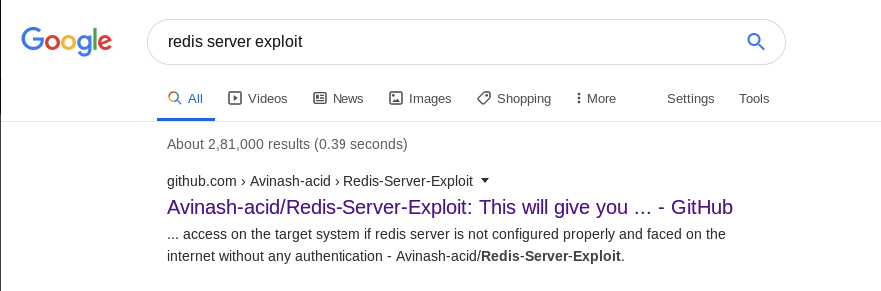 Google redis server exploit
All Videos News Images Shopping More Settings Tools
About 2,81,000 results (0.39 seconds)
github.com › Avinash-acid › Redis-Server-Exploit
Avinash-acid/Redis-Server-Exploit: This will give you ... - GitHub
... access on the target system if redis server is not configured properly and faced on the
internet without any authentication - Avinash-acid/Redis-Server-Exploit.